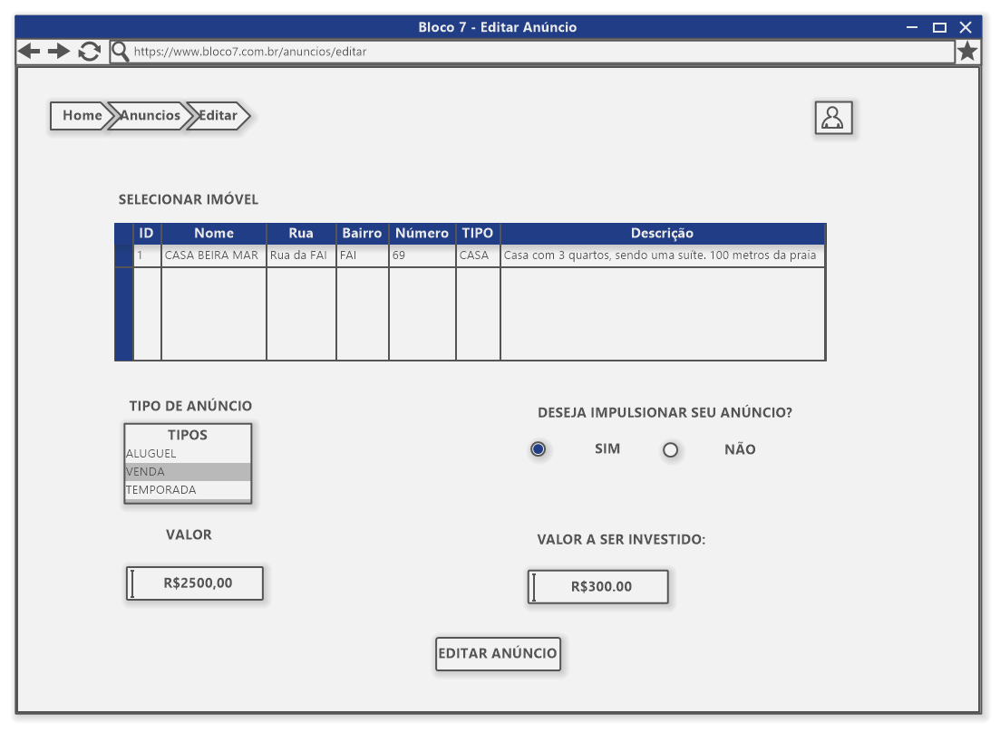 Bloco 7 - Editar Anúncio
https://www.bloco7.com.br/anuncios/editar
Home Anuncios Editar
SELECIONAR IMÓVEL
ID Nome Rua Bairro Número TIPO Descrição
1 CASA BEIRA MAR Rua da FAI FAI 69 CASA Casa com 3 quartos, sendo uma suíte. 100 metros da praia
TIPO DE ANÚNCIO
TIPOS
ALUGUEL
VENDA
TEMPORADA
DESEJA IMPULSIONAR SEU ANÚNCIO?
SIM NÃO
VALOR
R$2500,00
VALOR A SER INVESTIDO:
R$300.00
EDITAR ANÚNCIO